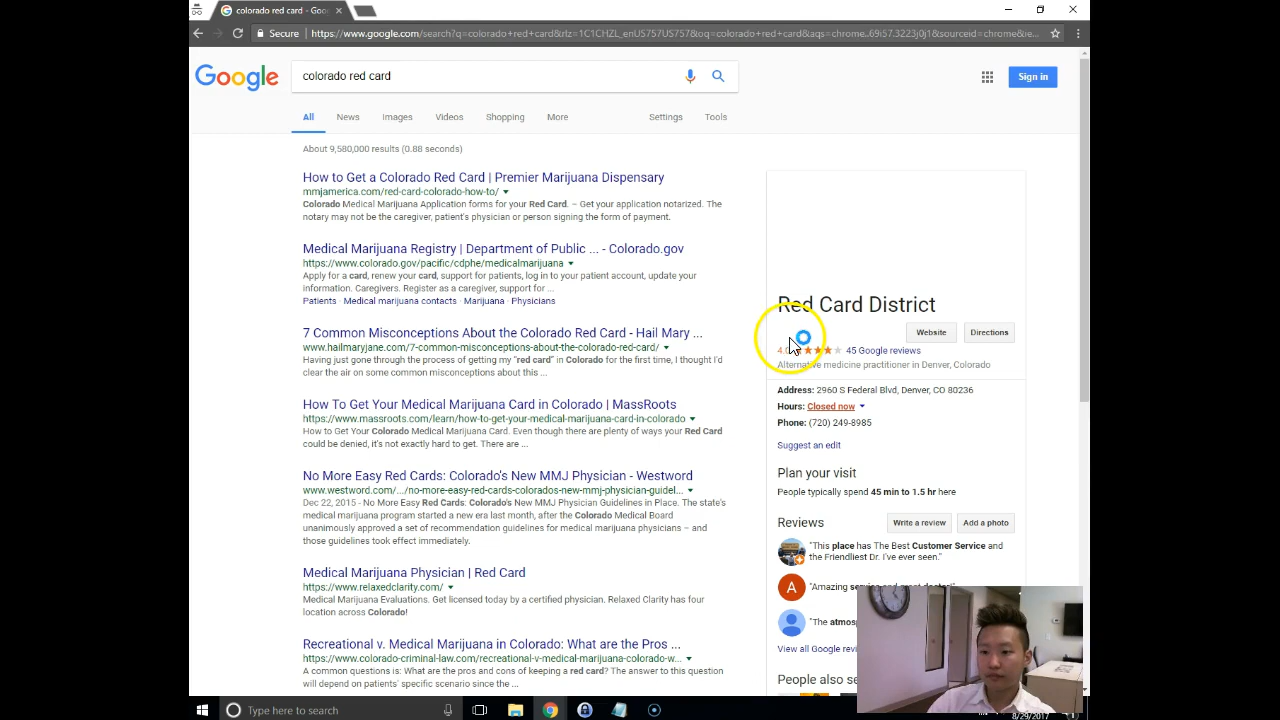 colorado red card - Goo
Secure
https://www.google.com/search?q=colorado+red+card&rlz=1C1CHZL_enUS757US757&oq=colorado+red+card&aqs=chrome..69i57.3223j0j1&sourceid=chrome&ie...
Google
colorado red card
Sign in
All
News
Images
Videos
Shopping
More
Settings
Tools
About 9,580,000 results (0.88 seconds)
How to Get a Colorado Red Card | Premier Marijuana Dispensary
mmjamerica.com/red-card-colorado-how-to/
Colorado Medical Marijuana Application forms for your Red Card. – Get your application notarized. The
notary may not be the caregiver, patient's physician or person signing the form of payment.
Medical Marijuana Registry | Department of Public ... - Colorado.gov
https://www.colorado.gov/pacific/cdphe/medicalmarijuana
Apply for a card, renew your card, support for patients, log in to your patient account, update your
information. Caregivers. Register as a caregiver, support for ...
Patients · Medical marijuana contacts · Marijuana · Physicians
7 Common Misconceptions About the Colorado Red Card - Hail Mary ...
www.hailmaryjane.com/7-common-misconceptions-about-the-colorado-red-card/
Having just gone through the process of getting my "red card" in Colorado for the first time, I thought I'd
clear the air on some common misconceptions about this ...
How To Get Your Medical Marijuana Card in Colorado | MassRoots
https://www.massroots.com/learn/how-to-get-your-medical-marijuana-card-in-colorado
How to Get Your Colorado Medical Marijuana Card. Even though there are plenty of ways your Red Card
could be denied, it's not exactly hard to get. There are ...
No More Easy Red Cards: Colorado's New MMJ Physician - Westword
www.westword.com/.../no-more-easy-red-cards-colorados-new-mmj-physician-guidel...
Dec 22, 2015 - No More Easy Red Cards: Colorado's New MMJ Physician Guidelines in Place. The state's
medical marijuana program started a new era last month, after the Colorado Medical Board
unanimously approved a set of recommendation guidelines for medical marijuana physicians – and
those guidelines took effect immediately.
Medical Marijuana Physician | Red Card
https://www.relaxedclarity.com/
Medical Marijuana Evaluations. Get licensed today by a certified physician. Relaxed Clarity has four
location across Colorado!
Recreational v. Medical Marijuana in Colorado: What are the Pros ...
https://www.colorado-criminal-law.com/recreational-v-medical-marijuana-colorado-w...
A common questions is: What are the pros and cons of keeping a red card? The answer to this question
will depend on patients' specific scenario since the ...
Red Card District
Website
Directions
45 Google reviews
Alternative medicine practitioner in Denver, Colorado
Address: 2960 S Federal Blvd, Denver, CO 80236
Hours: Closed now
Phone: (720) 249-8985
Suggest an edit
Plan your visit
People typically spend 45 min to 1.5 hr here
Reviews
Write a review
Add a photo
"This place has The Best Customer Service and
the Friendliest Dr. I've ever seen."
A
"Amazing service and great doctor!"
"The
View all Google
People also
Type here to search
8/29/2017